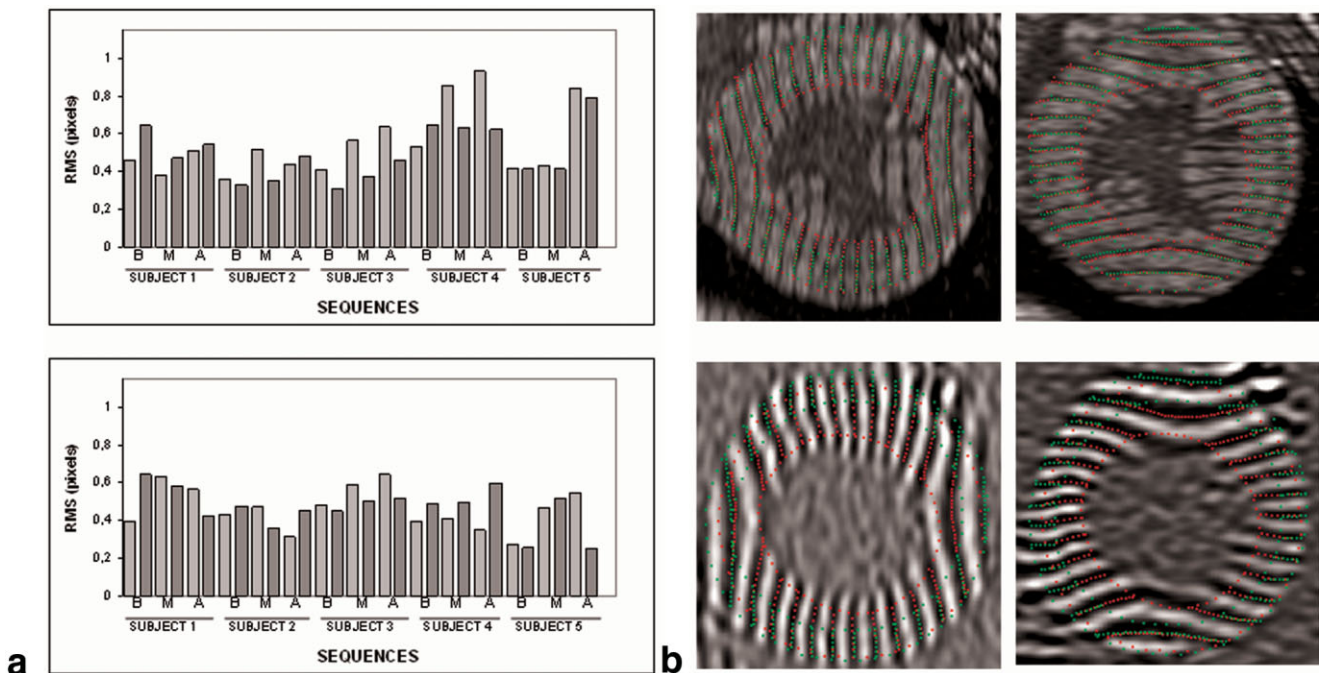 1
0,8
0,6
0,4
0,2
0
RMS (pixels)
B M A B M A B M A B M A B M A
SUBJECT 1 SUBJECT 2 SUBJECT 3 SUBJECT 4 SUBJECT 5
SEQUENCES
1
0,8
0,6
0,4
0,2
0
RMS (pixels)
B M A B M A B M A B M A B M A
SUBJECT 1 SUBJECT 2 SUBJECT 3 SUBJECT 4 SUBJECT 5
SEQUENCES
a
b